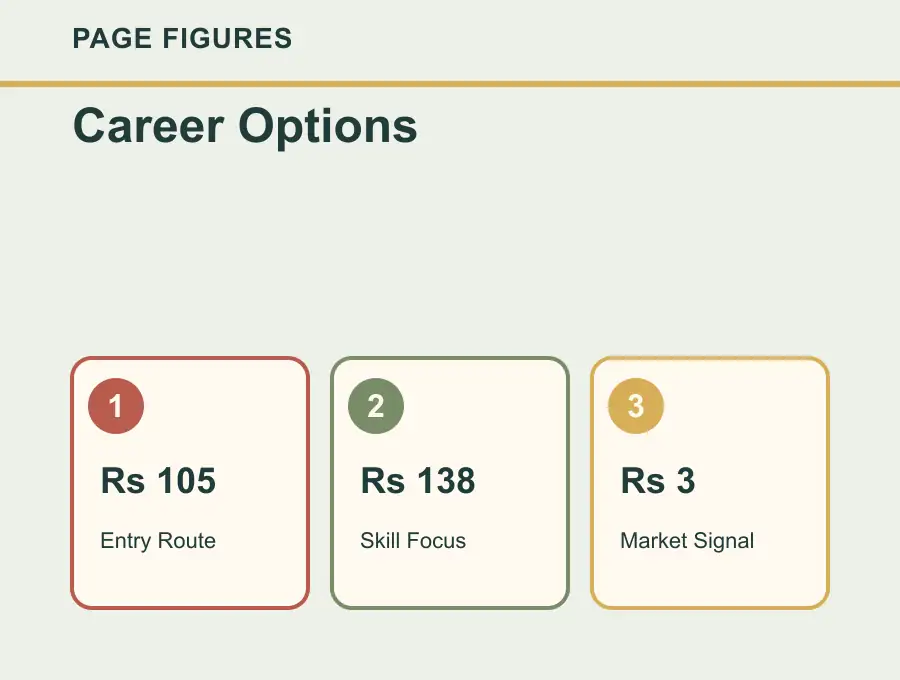 PAGE FIGURES
Career Options
1
Rs 105
Entry Route
2
Rs 138
Skill Focus
3
Rs 3
Market Signal